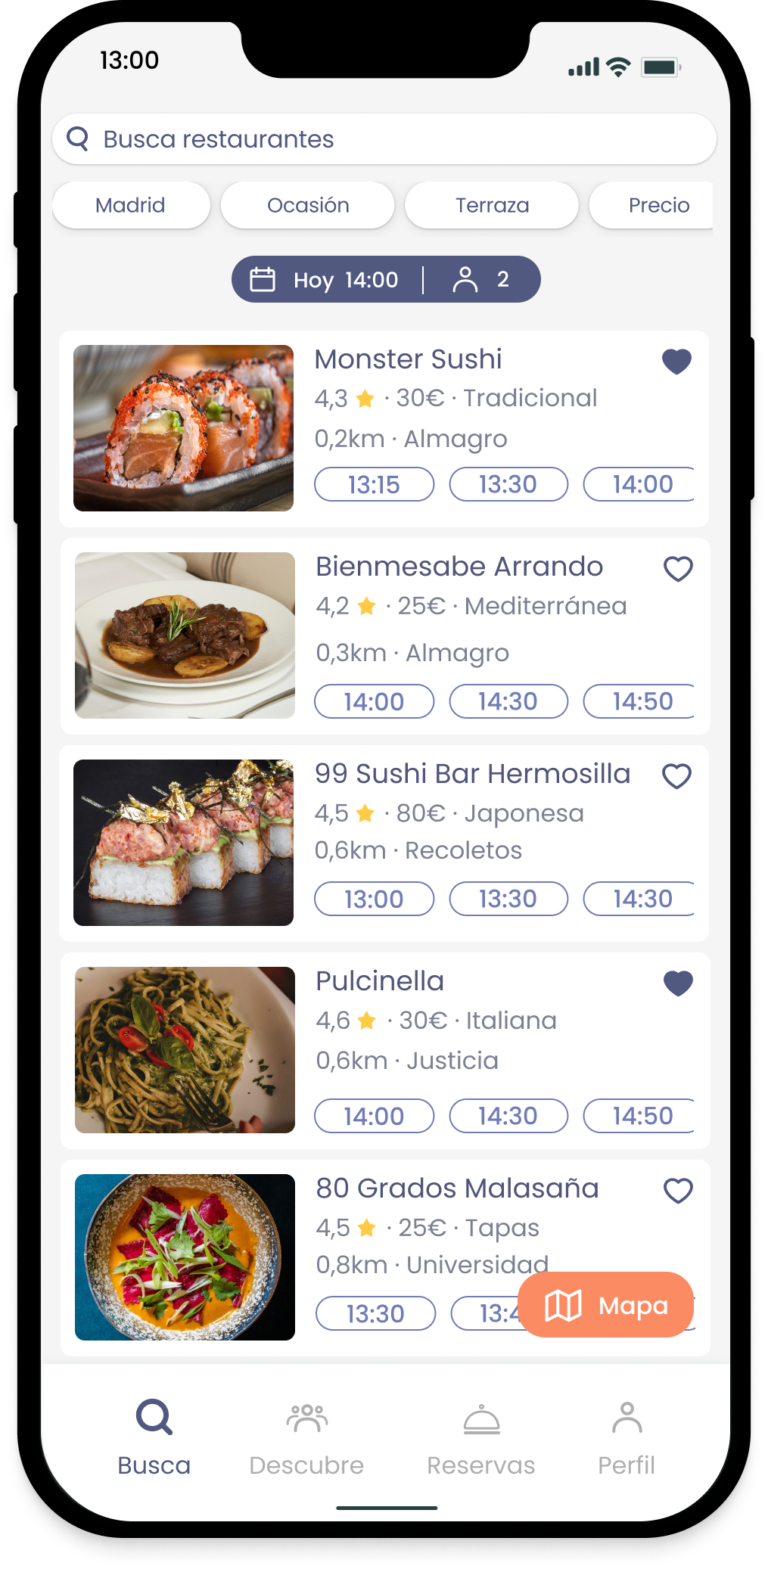 13:00
Busca restaurantes
Madrid Ocasión Terraza Precio
Hoy 14:00 | 2
Monster Sushi
4,3 ★ · 30€ · Tradicional
0,2km · Almagro
13:15 13:30 14:00
Bienmesabe Arrando
4,2 ★ · 25€ · Mediterránea
0,3km · Almagro
14:00 14:30 14:50
99 Sushi Bar Hermosilla
4,5 ★ · 80€ · Japonesa
0,6km · Recoletos
13:00 13:30 14:30
Pulcinella
4,6 ★ · 30€ · Italiana
0,6km · Justicia
14:00 14:30 14:50
80 Grados Malasaña
4,5 ★ · 25€ · Tapas
0,8km · Universidad
13:30
Mapa
Busca Descubre Reservas Perfil